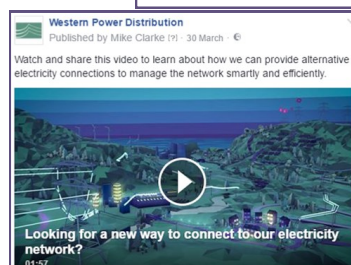 Western Power Distribution
Published by Mike Clarke [?] · 30 March ·
Watch and share this video to learn about how we can provide alternative
electricity connections to manage the network smartly and efficiently.
Looking for a new way to connect to our electricity
network?
01:57